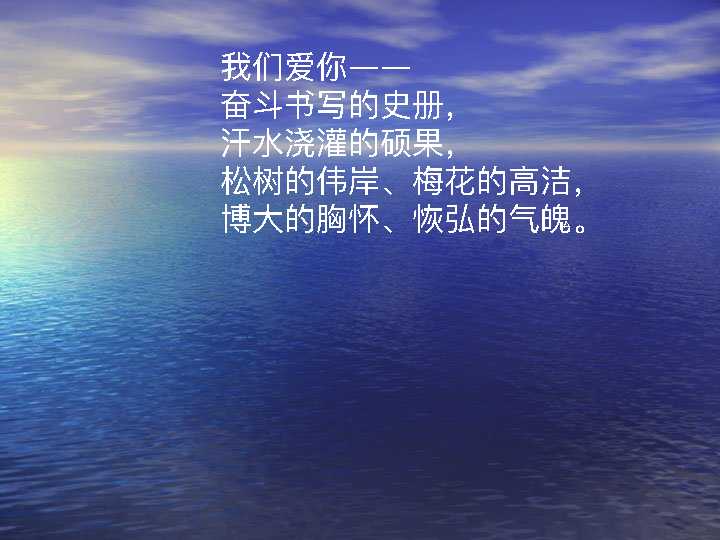 我们爱你——
奋斗书写的史册，
汗水浇灌的硕果，
松树的伟岸、梅花的高洁，
博大的胸怀、恢弘的气魄。